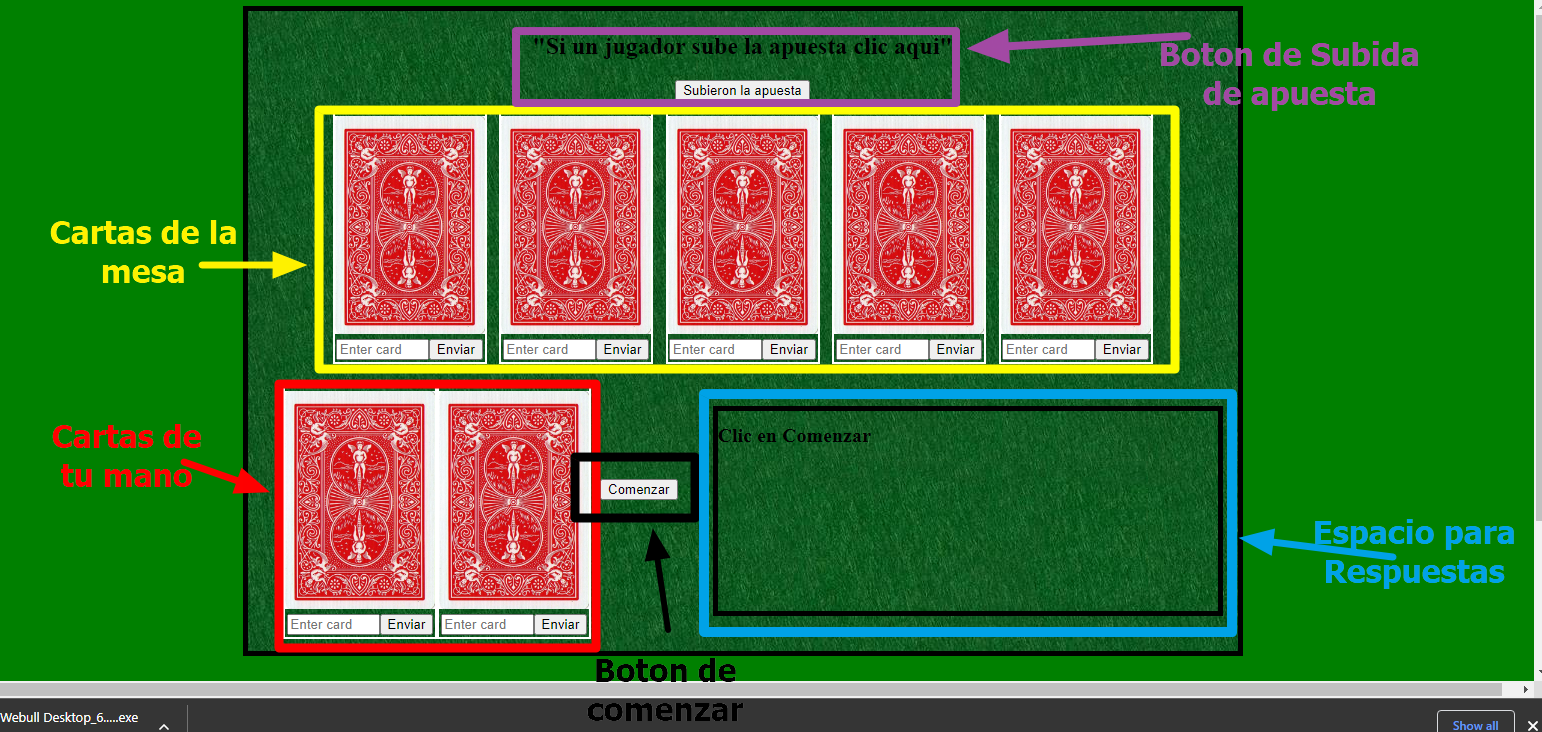 "Si un jugador sube la apuesta clic aqui"
Boton de Subida
de apuesta
Subieron la apuesta
Cartas de la
mesa
Enter card Enviar Enter card Enviar Enter card Enviar Enter card Enviar Enter card Enviar
Cartas de
tu mano
Clic en Comenzar
Comenzar
Espacio para
Respuestas
Enter card Enviar Enter card Enviar
Boton de
comenzar
Webull Desktop_6.....exe
Show all